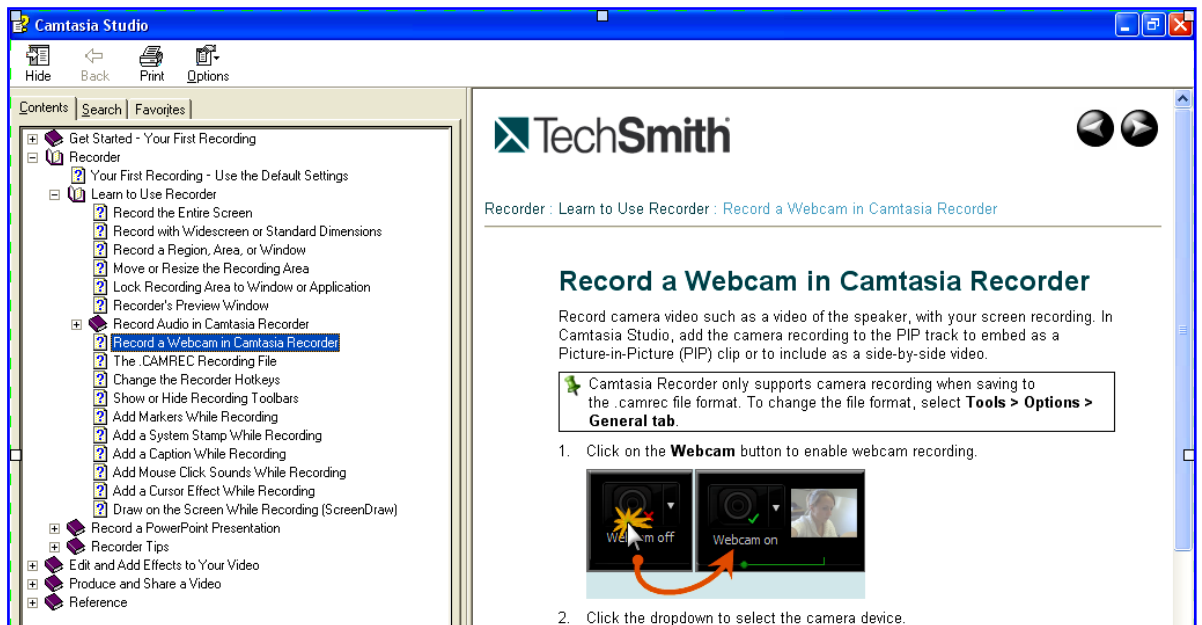 Camtasia Studio
Hide Back Print Options
Contents Search Favorites
Get Started - Your First Recording
Recorder
Your First Recording - Use the Default Settings
Learn to Use Recorder
Record the Entire Screen
Record with Widescreen or Standard Dimensions
Record a Region, Area, or Window
Move or Resize the Recording Area
Lock Recording Area to Window or Application
Recorder's Preview Window
Record Audio in Camtasia Recorder
Record a Webcam in Camtasia Recorder
The .CAMREC Recording File
Change the Recorder Hotkeys
Show or Hide Recording Toolbars
Add Markers While Recording
Add a System Stamp While Recording
Add a Caption While Recording
Add Mouse Click Sounds While Recording
Add a Cursor Effect While Recording
Draw on the Screen While Recording (ScreenDraw)
Record a PowerPoint Presentation
Recorder Tips
Edit and Add Effects to Your Video
Produce and Share a Video
Reference
TechSmith
Recorder : Learn to Use Recorder : Record a Webcam in Camtasia Recorder
Record a Webcam in Camtasia Recorder
Record camera video such as a video of the speaker, with your screen recording. In
Camtasia Studio, add the camera recording to the PIP track to embed as a
Picture-in-Picture (PIP) clip or to include as a side-by-side video.
Camtasia Recorder only supports camera recording when saving to
the .camrec file format. To change the file format, select Tools > Options >
General tab.
1. Click on the Webcam button to enable webcam recording.
Webcam off Webcam on
2. Click the dropdown to select the camera device.